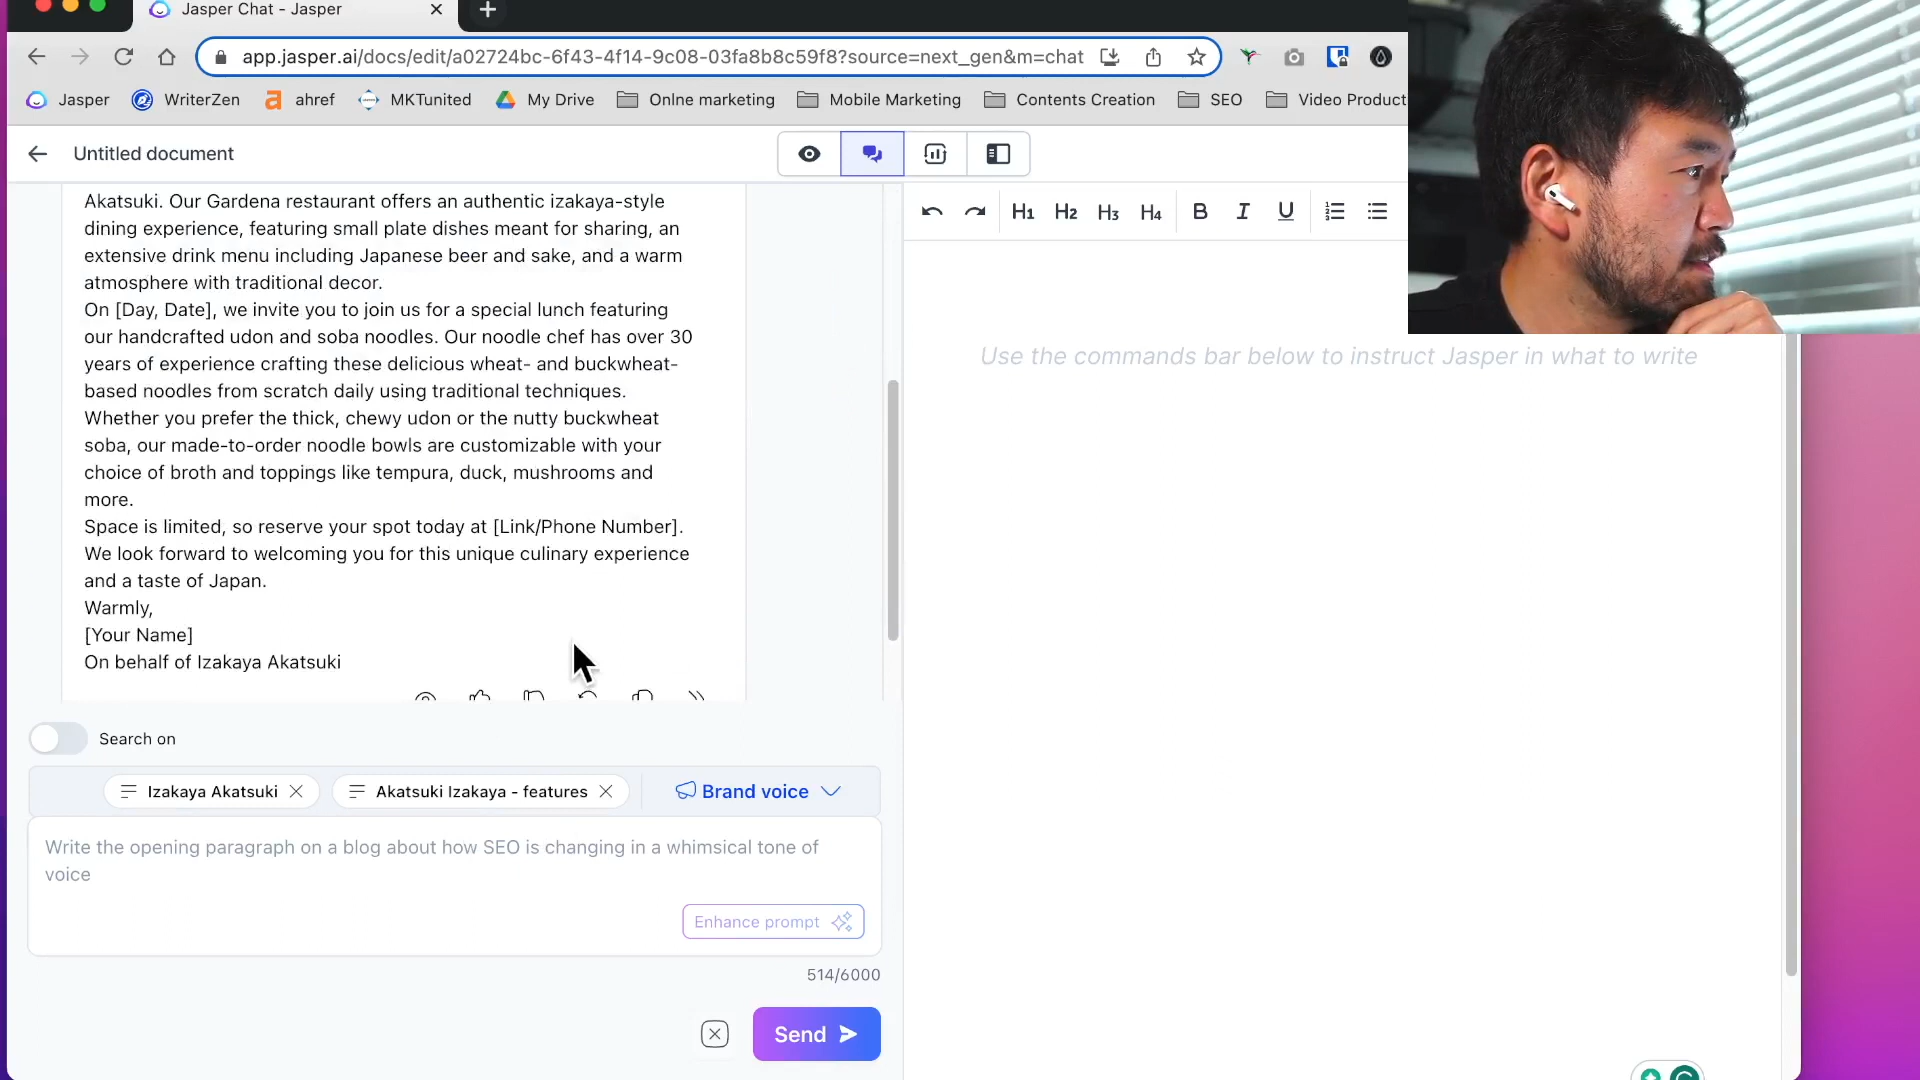 Jasper Chat - Jasper
app.jasper.ai/docs/edit/a02724bc-6f43-4f14-9c08-03fa8b8c59f8?source=next_gen&m=chat
Jasper WriterZen ahref MKTunited My Drive Onlne marketing Mobile Marketing Contents Creation SEO Video Product
Untitled document
Akatsuki. Our Gardena restaurant offers an authentic izakaya-style
dining experience, featuring small plate dishes meant for sharing, an
extensive drink menu including Japanese beer and sake, and a warm
atmosphere with traditional decor.
On [Day, Date], we invite you to join us for a special lunch featuring
our handcrafted udon and soba noodles. Our noodle chef has over 30
years of experience crafting these delicious wheat- and buckwheat-
based noodles from scratch daily using traditional techniques.
Whether you prefer the thick, chewy udon or the nutty buckwheat
soba, our made-to-order noodle bowls are customizable with your
choice of broth and toppings like tempura, duck, mushrooms and
more.
Space is limited, so reserve your spot today at [Link/Phone Number].
We look forward to welcoming you for this unique culinary experience
and a taste of Japan.
Warmly,
[Your Name]
On behalf of Izakaya Akatsuki
Search on
Izakaya Akatsuki Akatsuki Izakaya - features Brand voice
Write the opening paragraph on a blog about how SEO is changing in a whimsical tone of
voice
Enhance prompt
514/6000
Send
H1 H2 H3 H4 B I U
Use the commands bar below to instruct Jasper in what to write